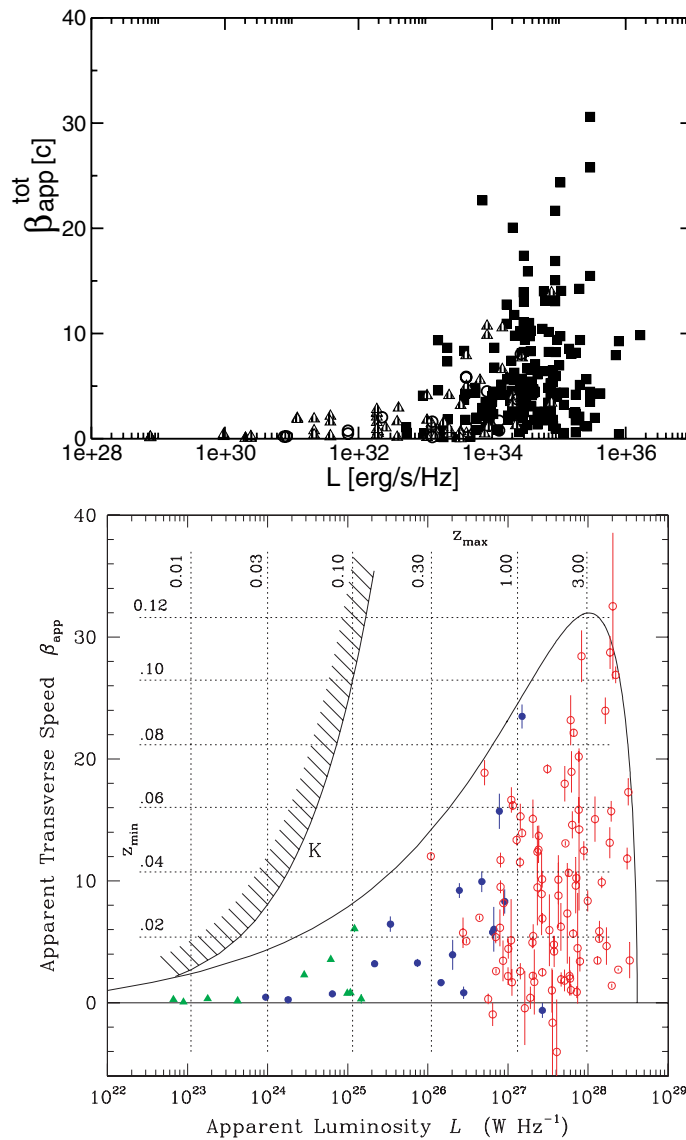 40
30
20
10
0
β_app^tot [c]
1e+28 1e+30 1e+32 1e+34 1e+36
L [erg/s/Hz]
40
30
20
10
0
Apparent Transverse Speed β_app
z_max
0.01 0.03 0.10 0.30 1.00 3.00
0.12
.10
.08
.06
.04
.02
z_min
K
10^22 10^23 10^24 10^25 10^26 10^27 10^28 10^29
Apparent Luminosity L (W Hz^-1)